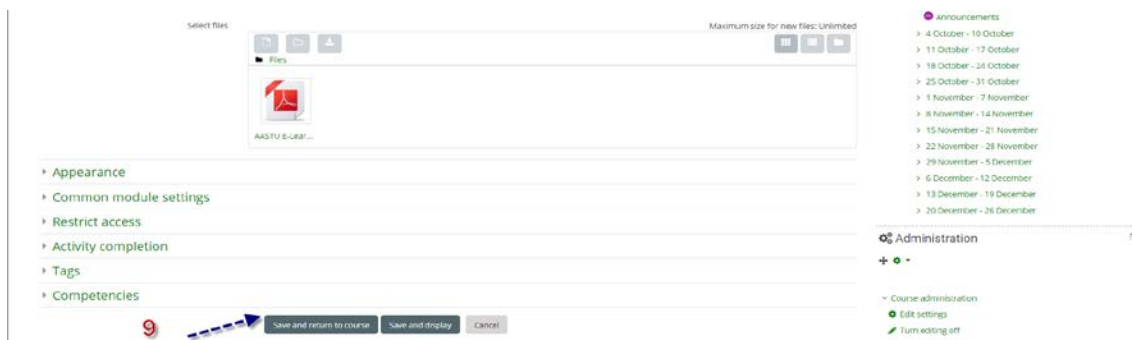 Select files
Maximum size for new files: Unlimited
Files
AASTU E-Lear...
Appearance
Common module settings
Restrict access
Activity completion
Tags
Competencies
9
Save and return to course
Save and display
Cancel
Announcements
4 October - 10 October
11 October - 17 October
18 October - 24 October
25 October - 31 October
1 November - 7 November
8 November - 14 November
15 November - 21 November
22 November - 28 November
29 November - 5 December
6 December - 12 December
13 December - 19 December
20 December - 26 December
Administration
Course administration
Edit settings
Turn editing off